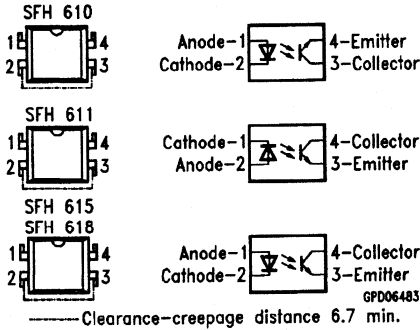 SFH 610
1 4
2 3
Anode-1 4-Emitter
Cathode-2 3-Collector
SFH 611
1 4
2 3
Cathode-1 4-Collector
Anode-2 3-Emitter
SFH 615
SFH 618
1 4
2 3
Anode-1 4-Collector
Cathode-2 3-Emitter
GPD06483
Clearance-creepage distance 6.7 min.